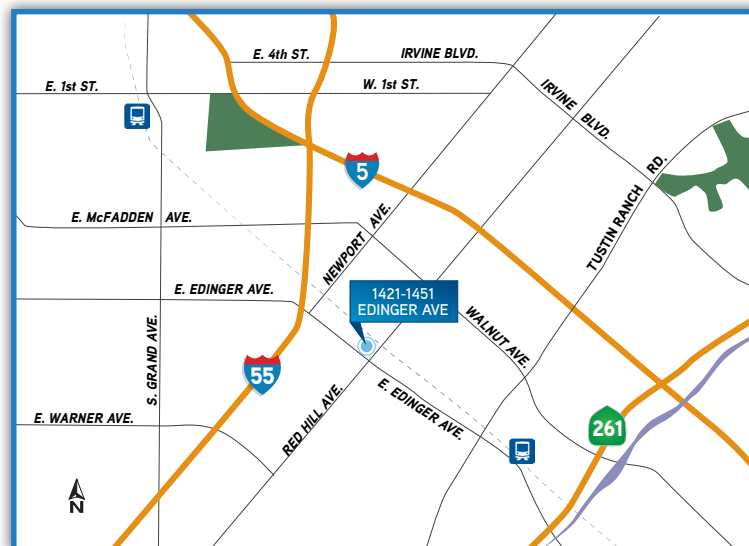 E. 4th ST.
IRVINE BLVD.
E. 1st ST.
W. 1st ST.
IRVINE BLVD.
5
TUSTIN RANCH RD.
E. McFADDEN AVE.
NEWPORT AVE.
E. EDINGER AVE.
1421-1451
EDINGER AVE
WALNUT AVE.
S. GRAND AVE.
55
RED HILL AVE.
E. EDINGER AVE.
E. WARNER AVE.
261
N